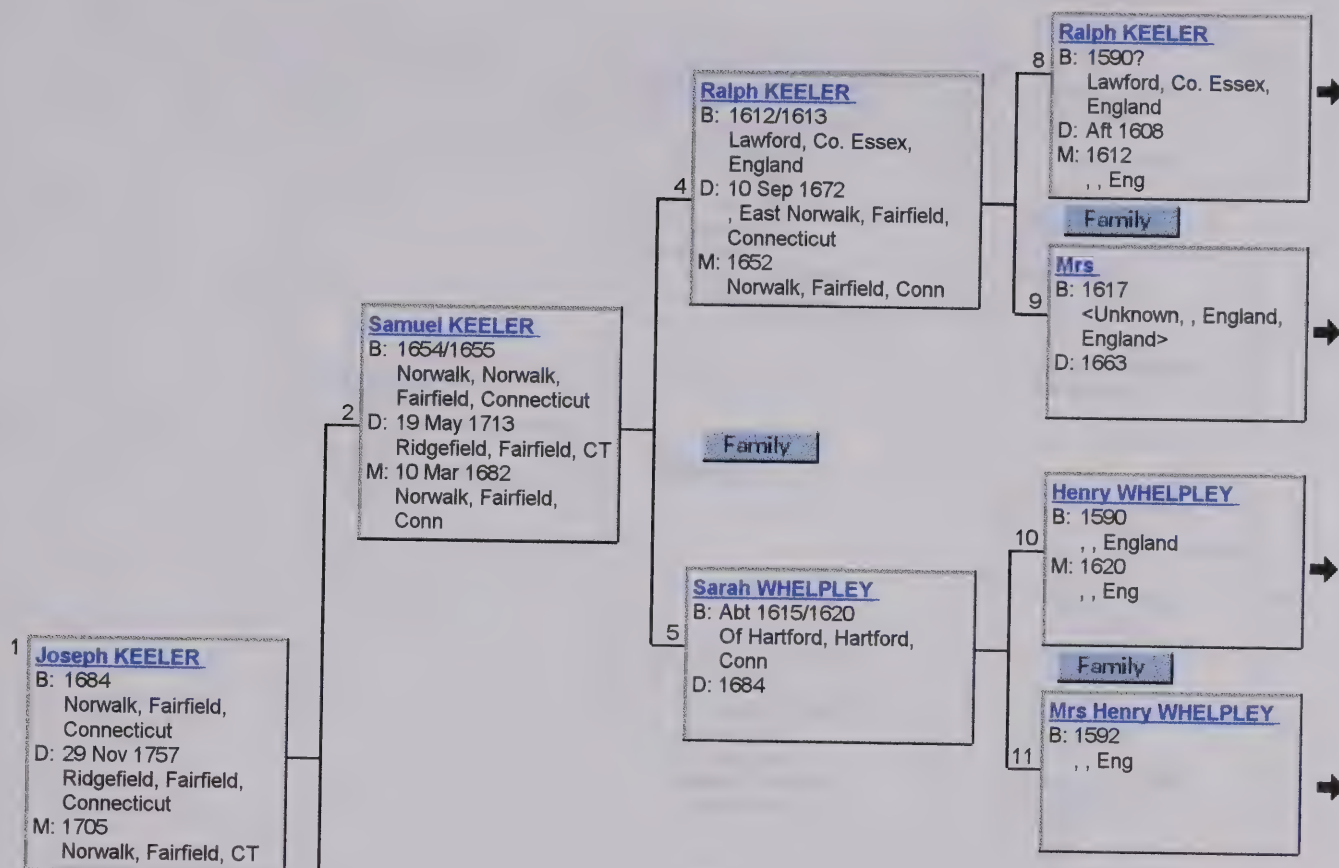 1
Joseph KEELER
B: 1684
Norwalk, Fairfield,
Connecticut
D: 29 Nov 1757
Ridgefield, Fairfield,
Connecticut
M: 1705
Norwalk, Fairfield, CT
2
Samuel KEELER
B: 1654/1655
Norwalk, Norwalk,
Fairfield, Connecticut
D: 19 May 1713
Ridgefield, Fairfield, CT
M: 10 Mar 1682
Norwalk, Fairfield,
Conn
4
Ralph KEELER
B: 1612/1613
Lawford, Co. Essex,
England
D: 10 Sep 1672
, East Norwalk, Fairfield,
Connecticut
M: 1652
Norwalk, Fairfield, Conn
Family
5
Sarah WHELPLEY
B: Abt 1615/1620
Of Hartford, Hartford,
Conn
D: 1684
8
Ralph KEELER
B: 1590?
Lawford, Co. Essex,
England
D: Aft 1608
M: 1612
, , Eng
Family
9
Mrs
B: 1617
<Unknown, , England,
England>
D: 1663
10
Henry WHELPLEY
B: 1590
, , England
M: 1620
, , Eng
Family
11
Mrs Henry WHELPLEY
B: 1592
, , Eng